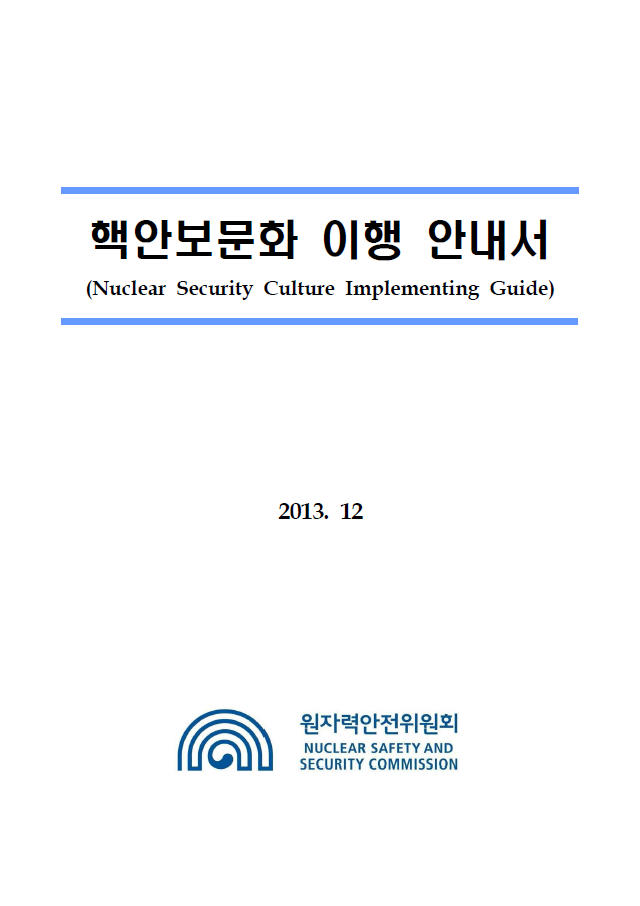 핵안보문화 이행 안내서
(Nuclear Security Culture Implementing Guide)
2013. 12
원자력안전위원회
NUCLEAR SAFETY AND
SECURITY COMMISSION